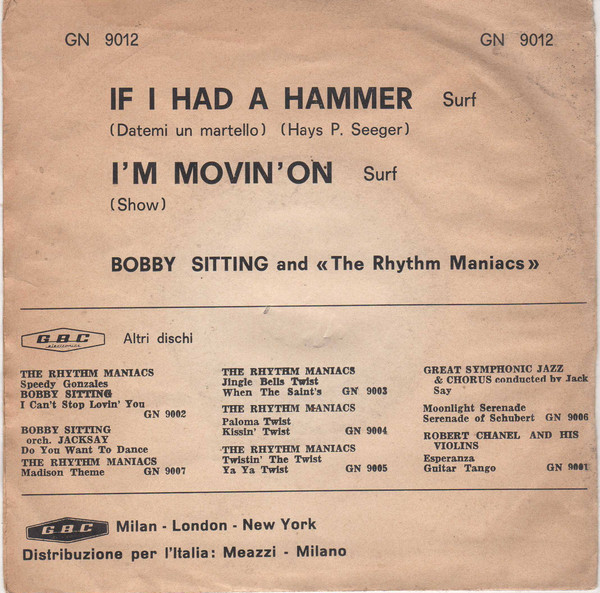 GN 9012 GN 9012
IF I HAD A HAMMER Surf
(Datemi un martello) (Hays P. Seeger)
I'M MOVIN'ON Surf
(Show)
BOBBY SITTING and «The Rhythm Maniacs»
GBC
electronics
Altri dischi
THE RHYTHM MANIACS
Speedy Gonzales
BOBBY SITTING
I Can't Stop Lovin' You
GN 9002
BOBBY SITTING
orch. JACKSAY
Do You Want To Dance
THE RHYTHM MANIACS
Madison Theme GN 9007
THE RHYTHM MANIACS
Jingle Bells Twist
When The Saint's GN 9003
THE RHYTHM MANIACS
Paloma Twist
Kissin' Twist GN 9004
THE RHYTHM MANIACS
Twistin' The Twist
Ya Ya Twist GN 9005
GREAT SYMPHONIC JAZZ
& CHORUS conducted by Jack
Say
Moonlight Serenade
Serenade of Schubert GN 9006
ROBERT CHANEL AND HIS
VIOLINS
Esperanza
Guitar Tango GN 9001
GBC Milan - London - New York
Distribuzione per l'Italia: Meazzi - Milano